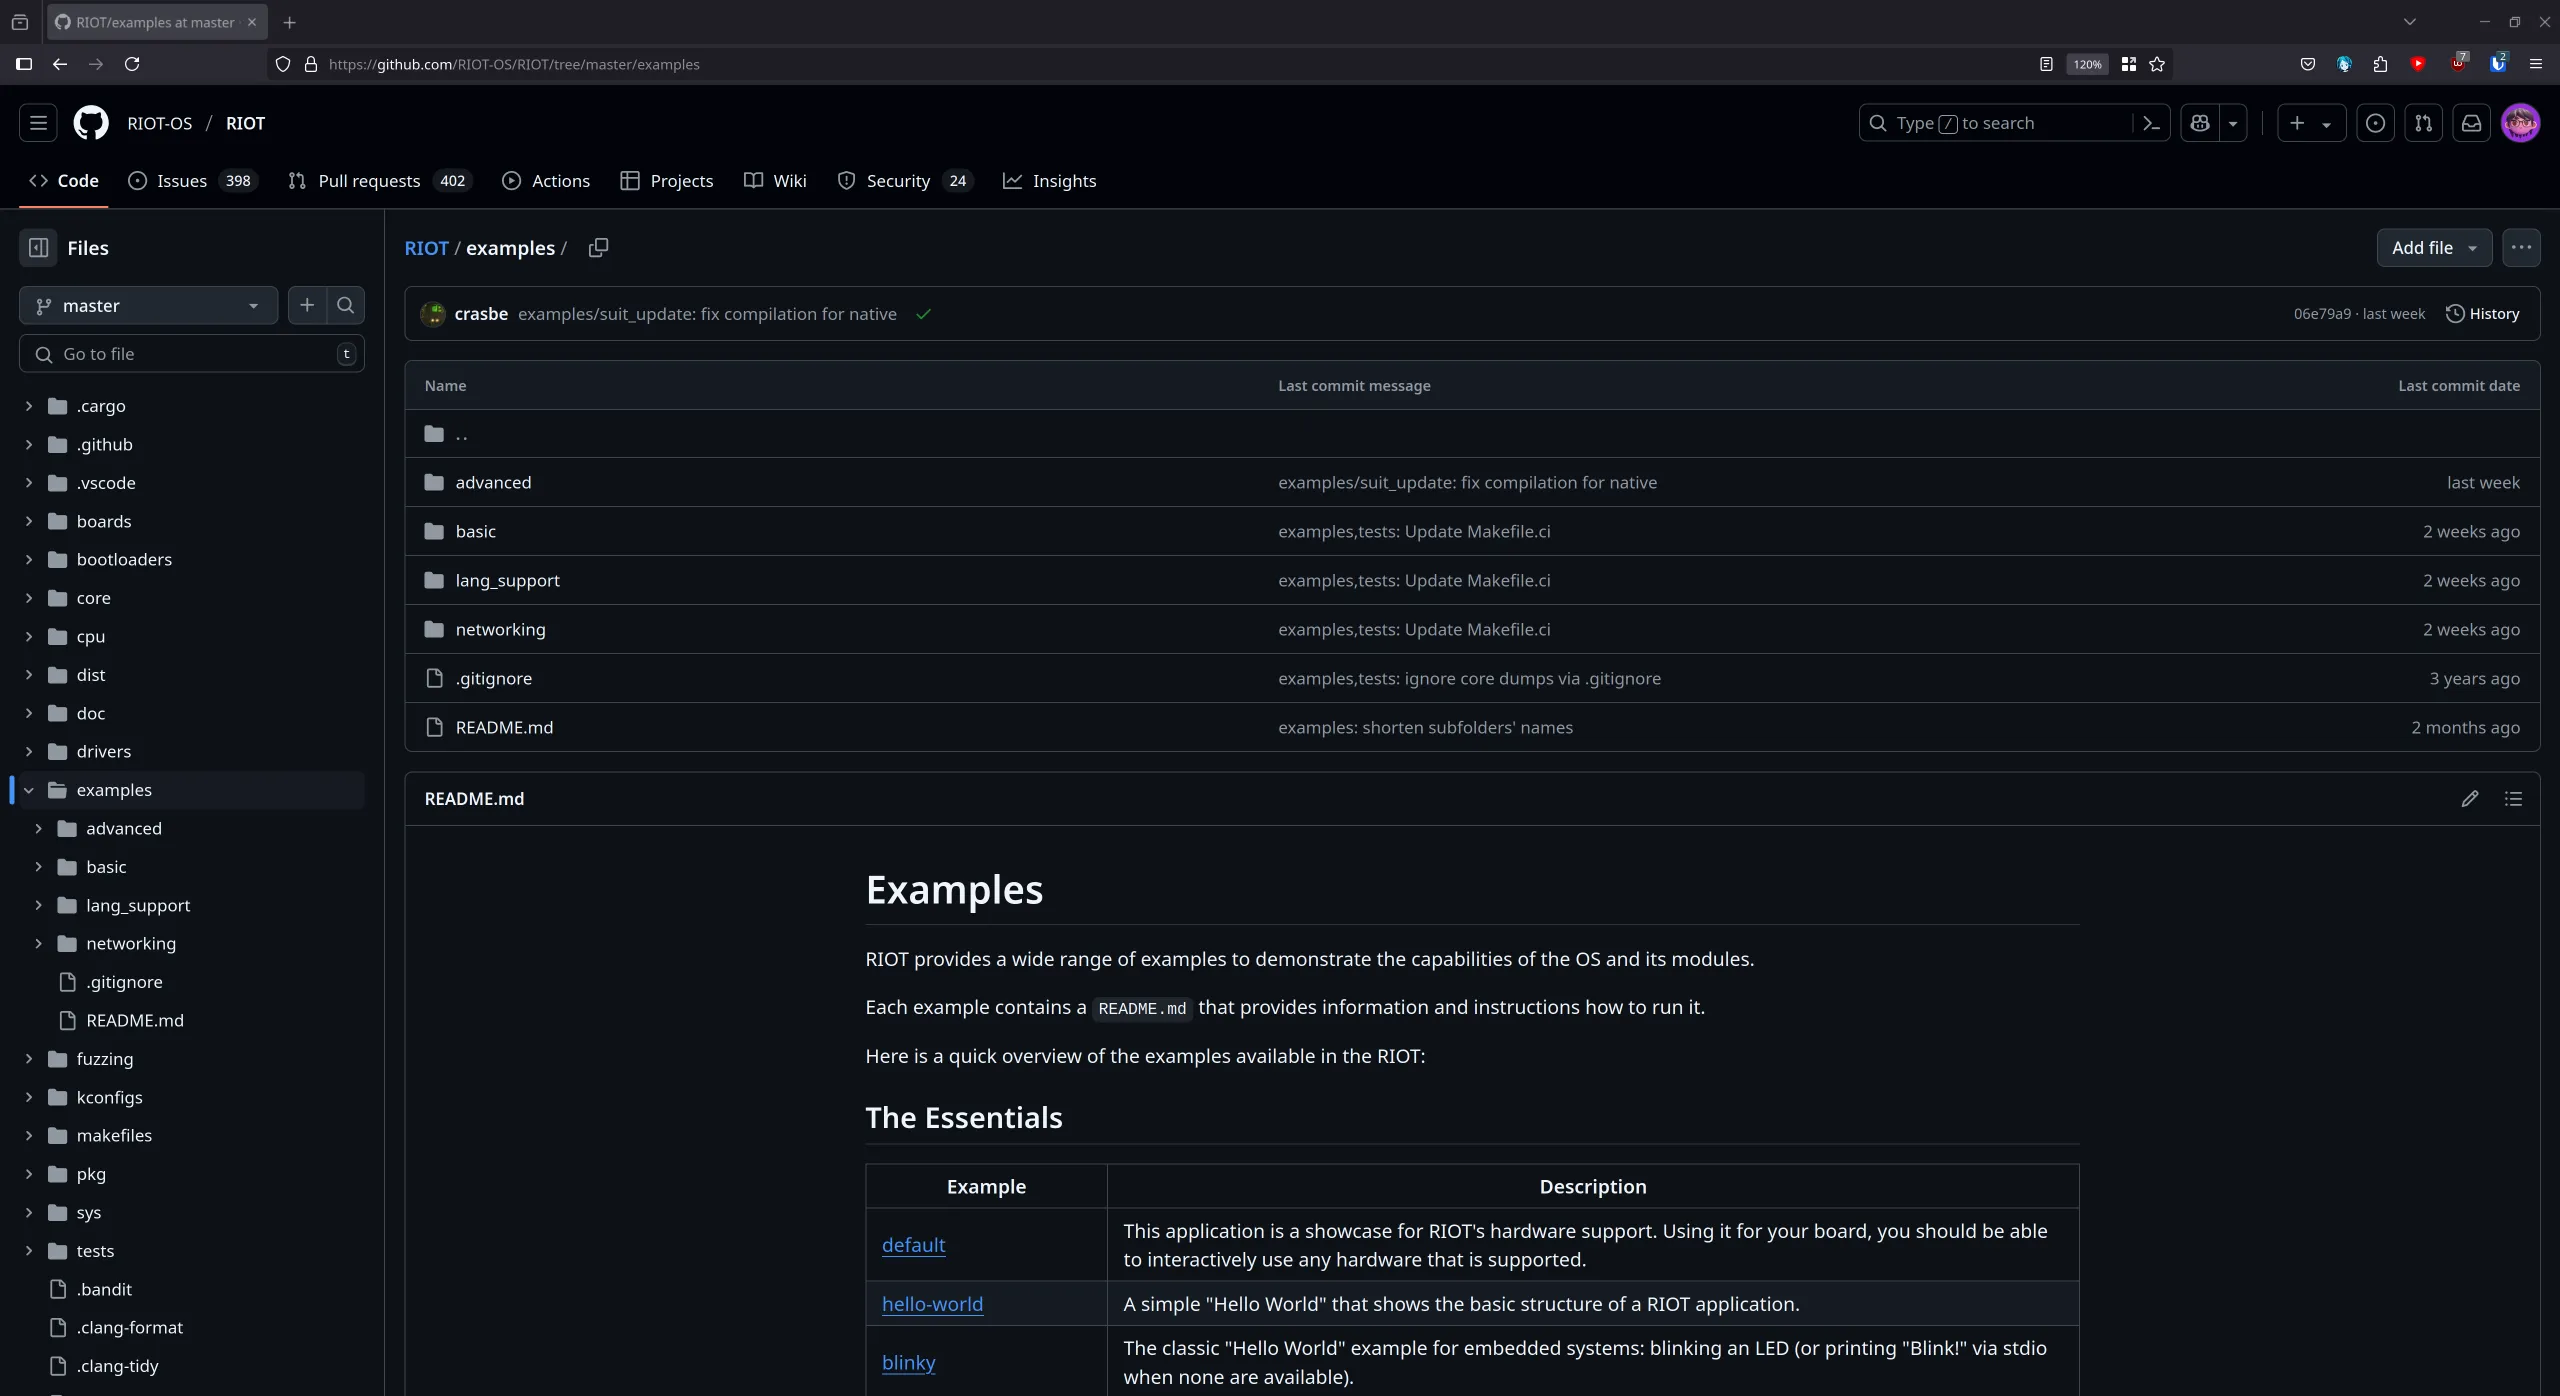 RIOT/examples at master
https://github.com/RIOT-OS/RIOT/tree/master/examples
120%
7
2
RIOT-OS / RIOT
Type / to search
Code
Issues 398
Pull requests 402
Actions
Projects
Wiki
Security 24
Insights
Files
master
Go to file
t
.cargo
.github
.vscode
boards
bootloaders
core
cpu
dist
doc
drivers
examples
advanced
basic
lang_support
networking
.gitignore
README.md
fuzzing
kconfigs
makefiles
pkg
sys
tests
.bandit
.clang-format
.clang-tidy
RIOT / examples /
Add file
crasbe examples/suit_update: fix compilation for native
06e79a9 · last week
History
Name Last commit message Last commit date
..
advanced examples/suit_update: fix compilation for native last week
basic examples,tests: Update Makefile.ci 2 weeks ago
lang_support examples,tests: Update Makefile.ci 2 weeks ago
networking examples,tests: Update Makefile.ci 2 weeks ago
.gitignore examples,tests: ignore core dumps via .gitignore 3 years ago
README.md examples: shorten subfolders' names 2 months ago
README.md
Examples
RIOT provides a wide range of examples to demonstrate the capabilities of the OS and its modules.
Each example contains a README.md that provides information and instructions how to run it.
Here is a quick overview of the examples available in the RIOT:
The Essentials
Example Description
default This application is a showcase for RIOT's hardware support. Using it for your board, you should be able
to interactively use any hardware that is supported.
hello-world A simple "Hello World" that shows the basic structure of a RIOT application.
blinky The classic "Hello World" example for embedded systems: blinking an LED (or printing "Blink!" via stdio
when none are available).